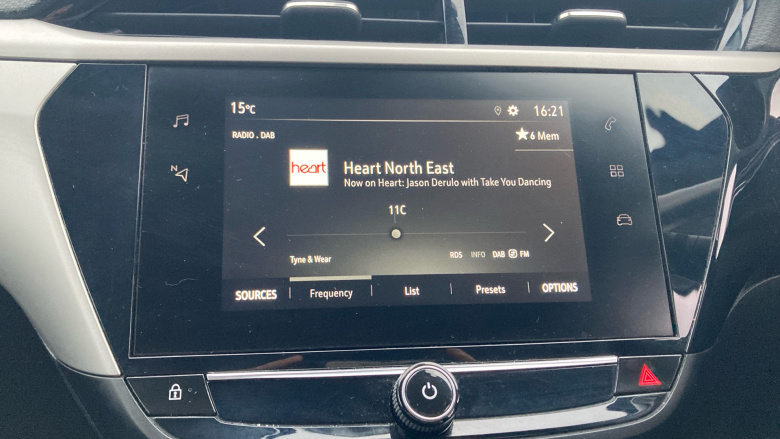 15°C
16:21
RADIO . DAB
6 Mem
heart
Heart North East
Now on Heart: Jason Derulo with Take You Dancing
N
11C
Tyne & Wear
RDS INFO DAB FM
SOURCES Frequency List Presets OPTIONS